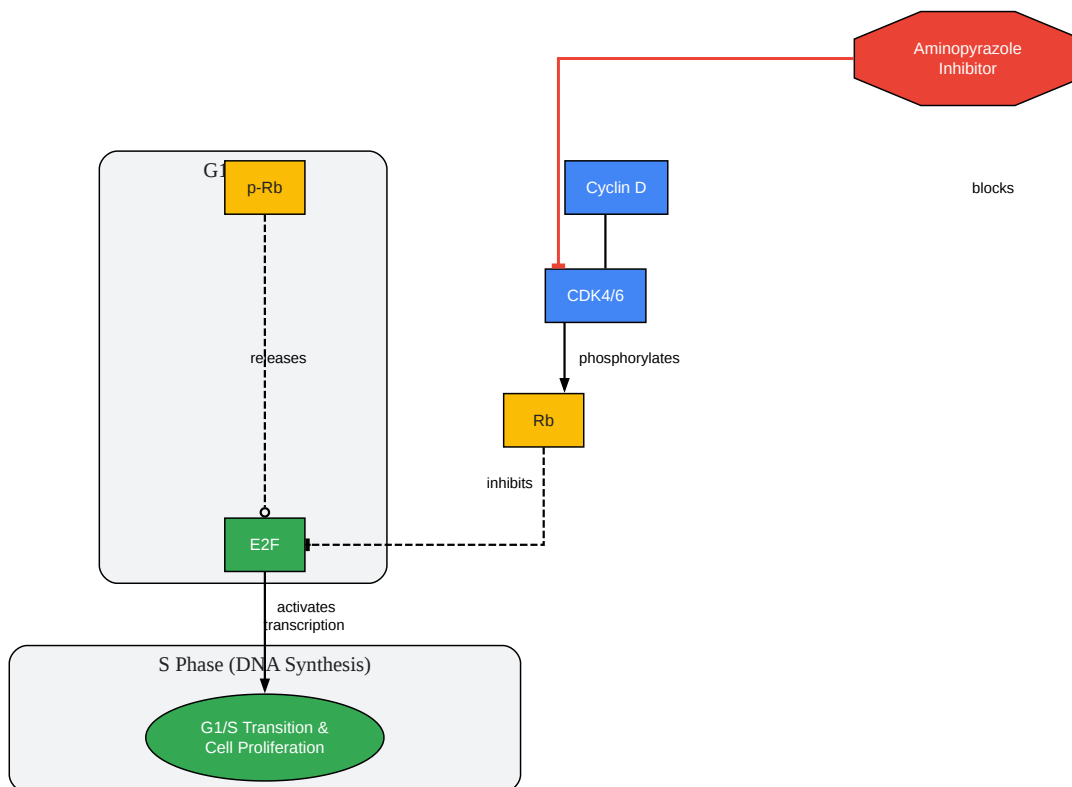 Aminopyrazole
Inhibitor
G1
p-Rb
Cyclin D
blocks
CDK4/6
releases
phosphorylates
Rb
inhibits
E2F
activates
transcription
S Phase (DNA Synthesis)
G1/S Transition &
Cell Proliferation